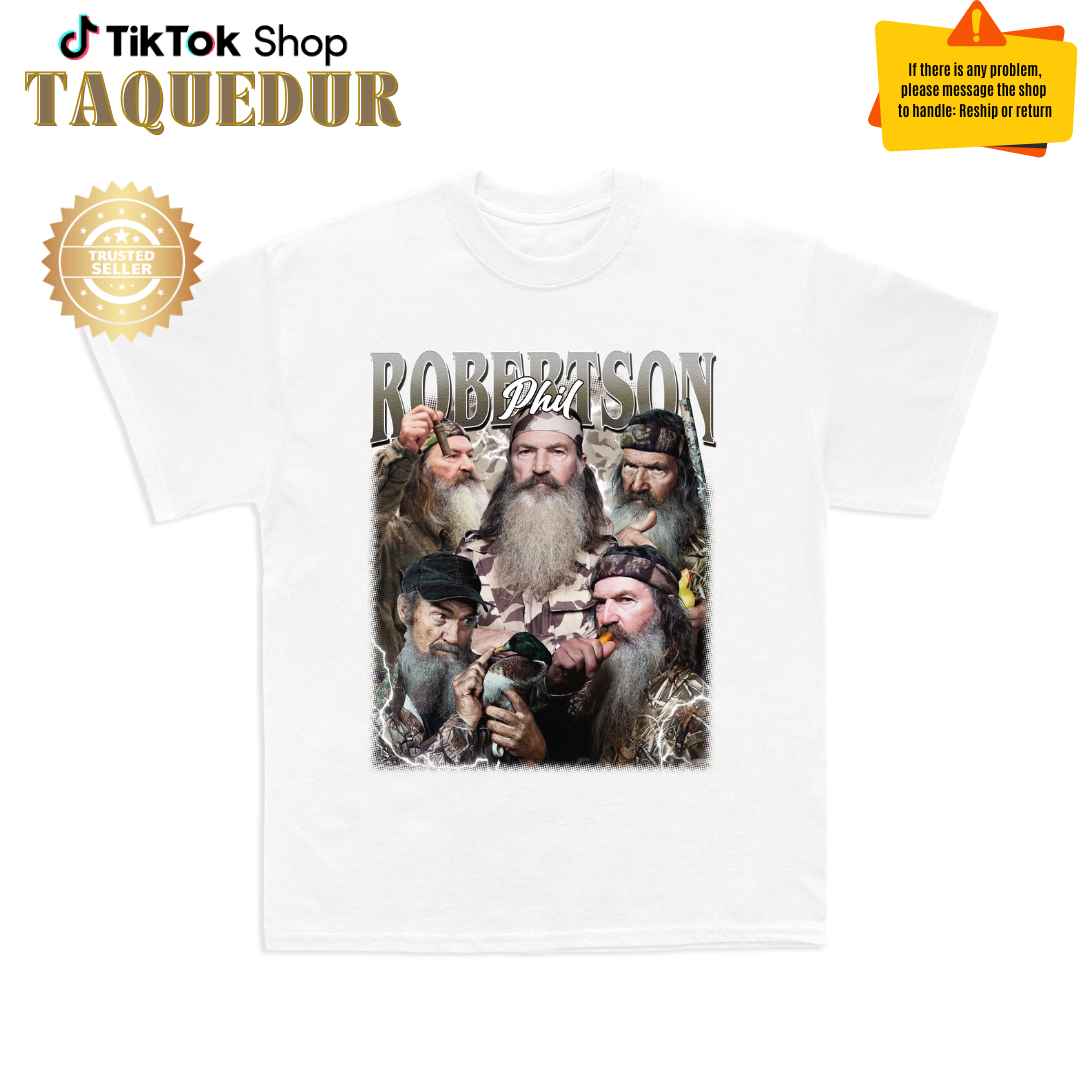 TikTok Shop
TAQUEDUR
If there is any problem,
please message the shop
to handle: Reship or return
TRUSTED
SELLER
ROBERTSON
Phil